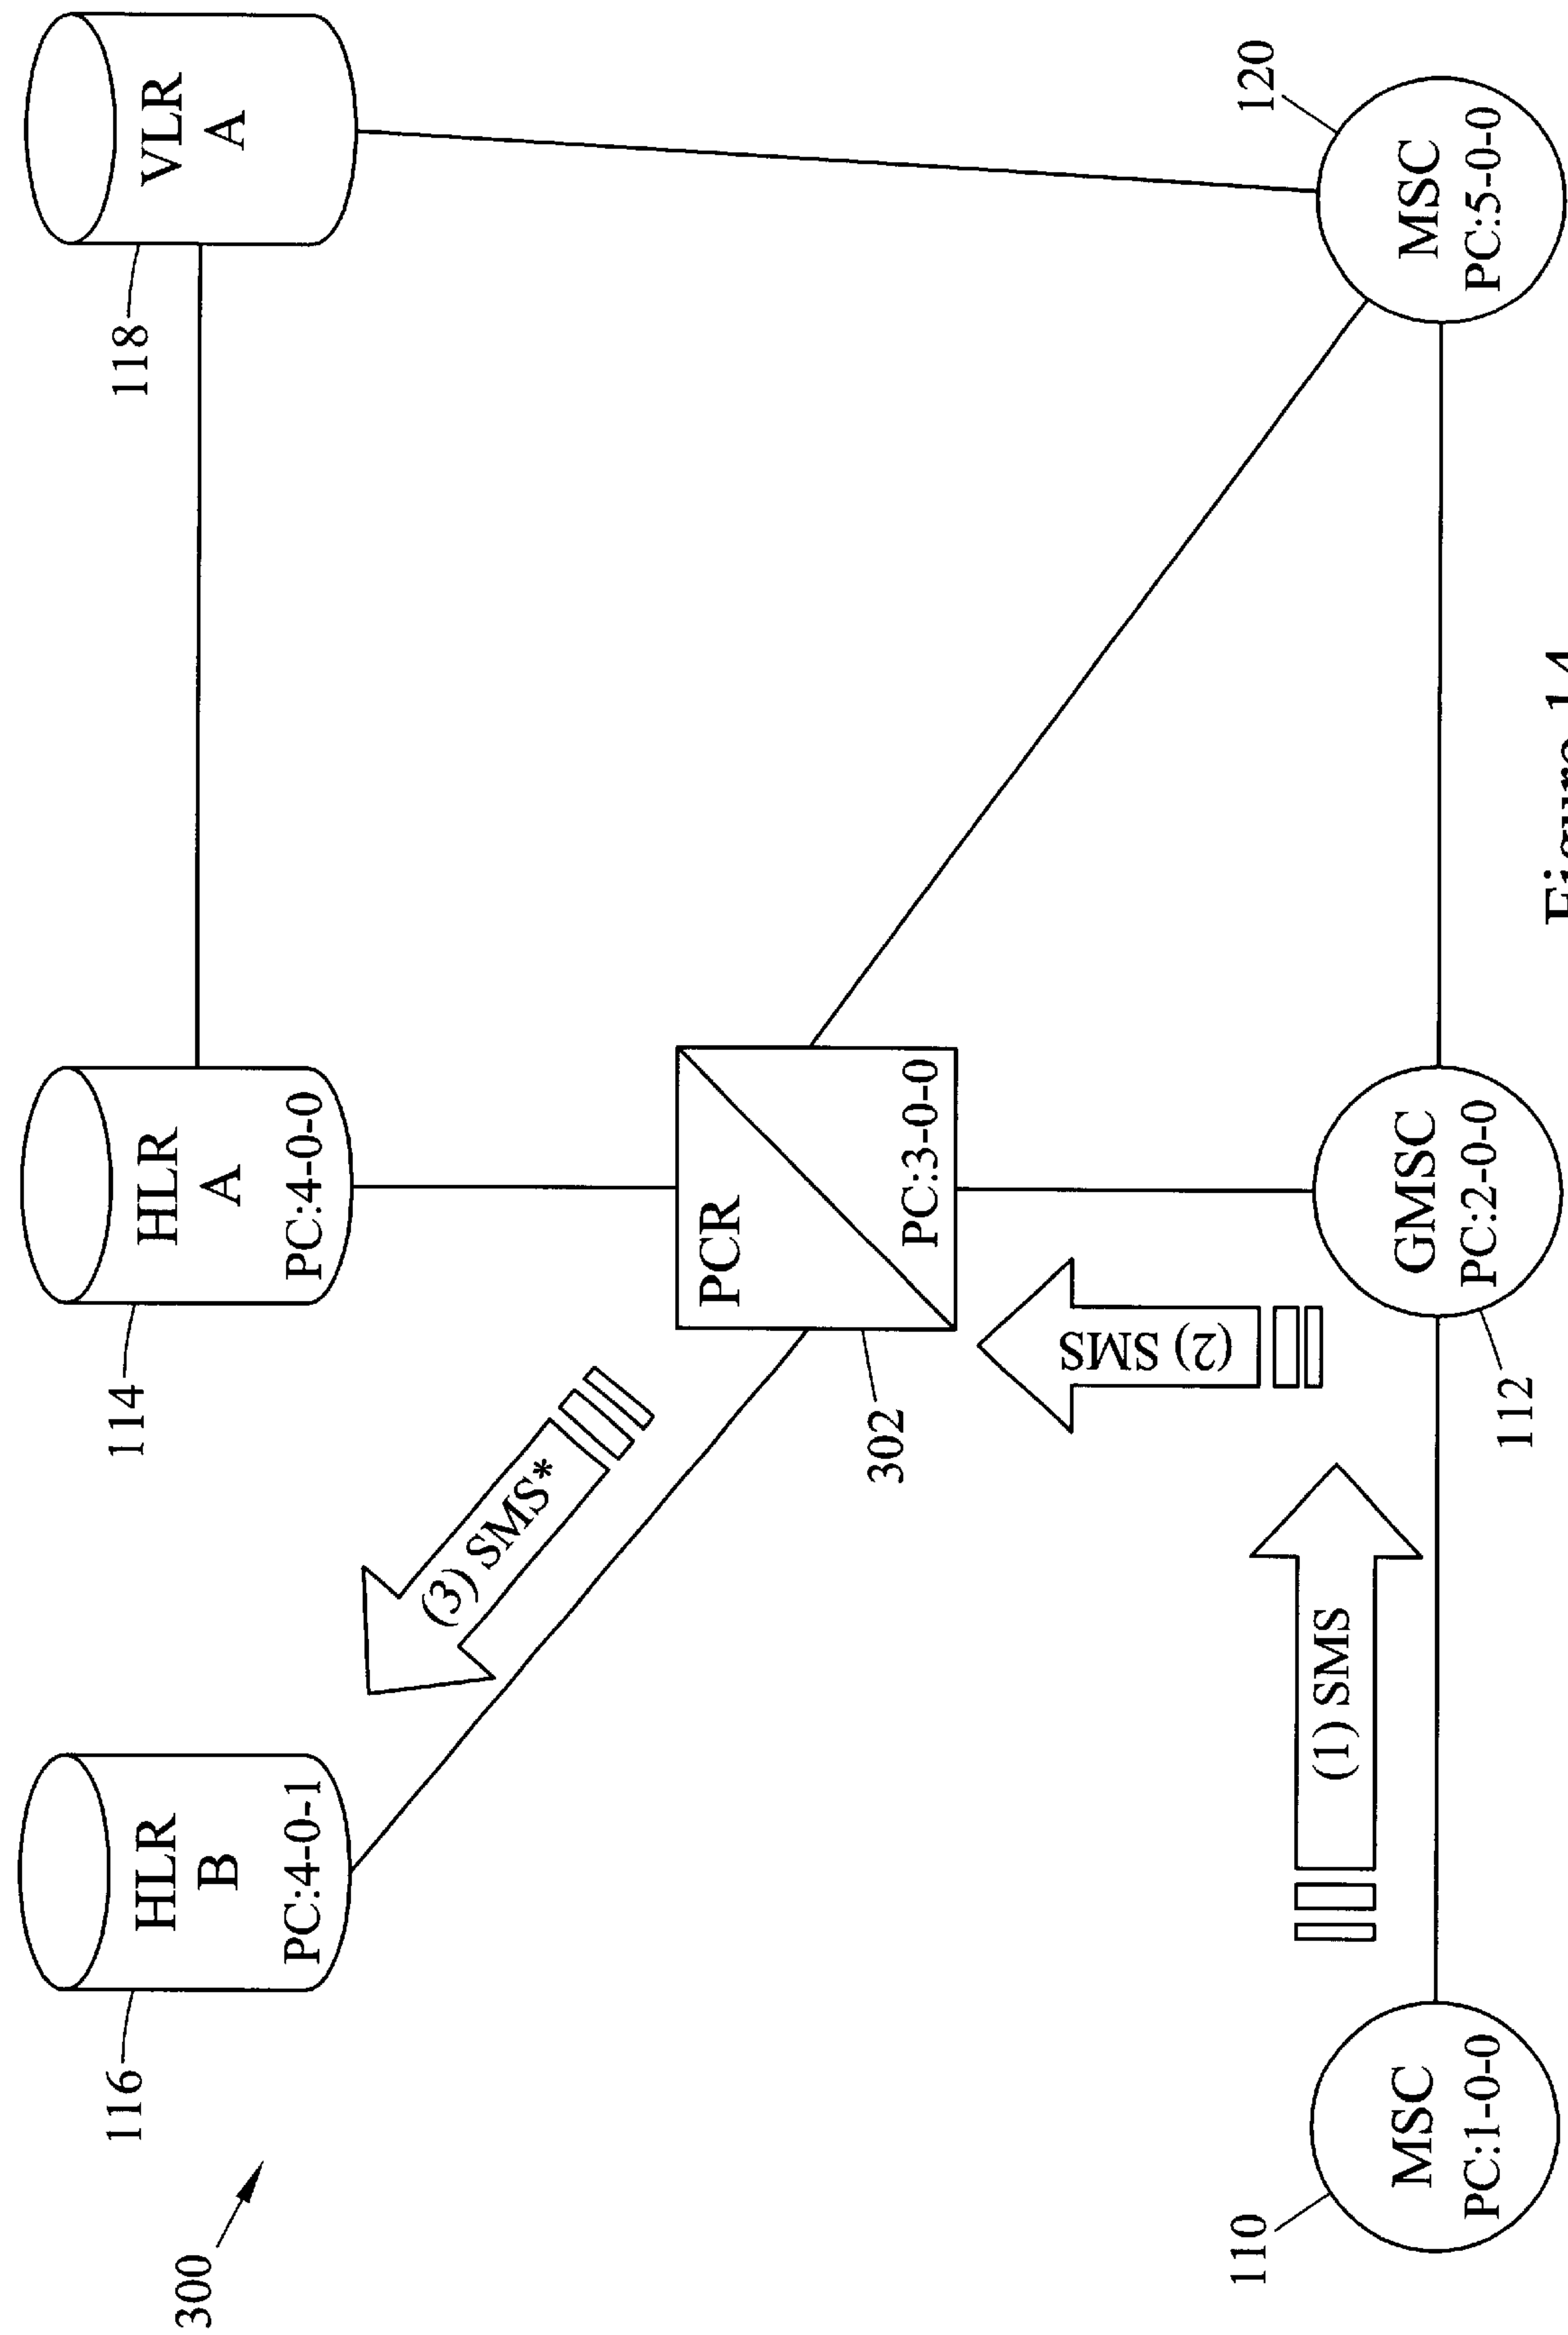 300
116
HLR
B
PC:4-0-1
114
HLR
A
PC:4-0-0
118
VLR
A
(3) SMS*
PCR
PC:3-0-0
302
(2) SMS
(1) SMS
110
MSC
PC:1-0-0
112
GMSC
PC:2-0-0
120
MSC
PC:5-0-0
Figure 14